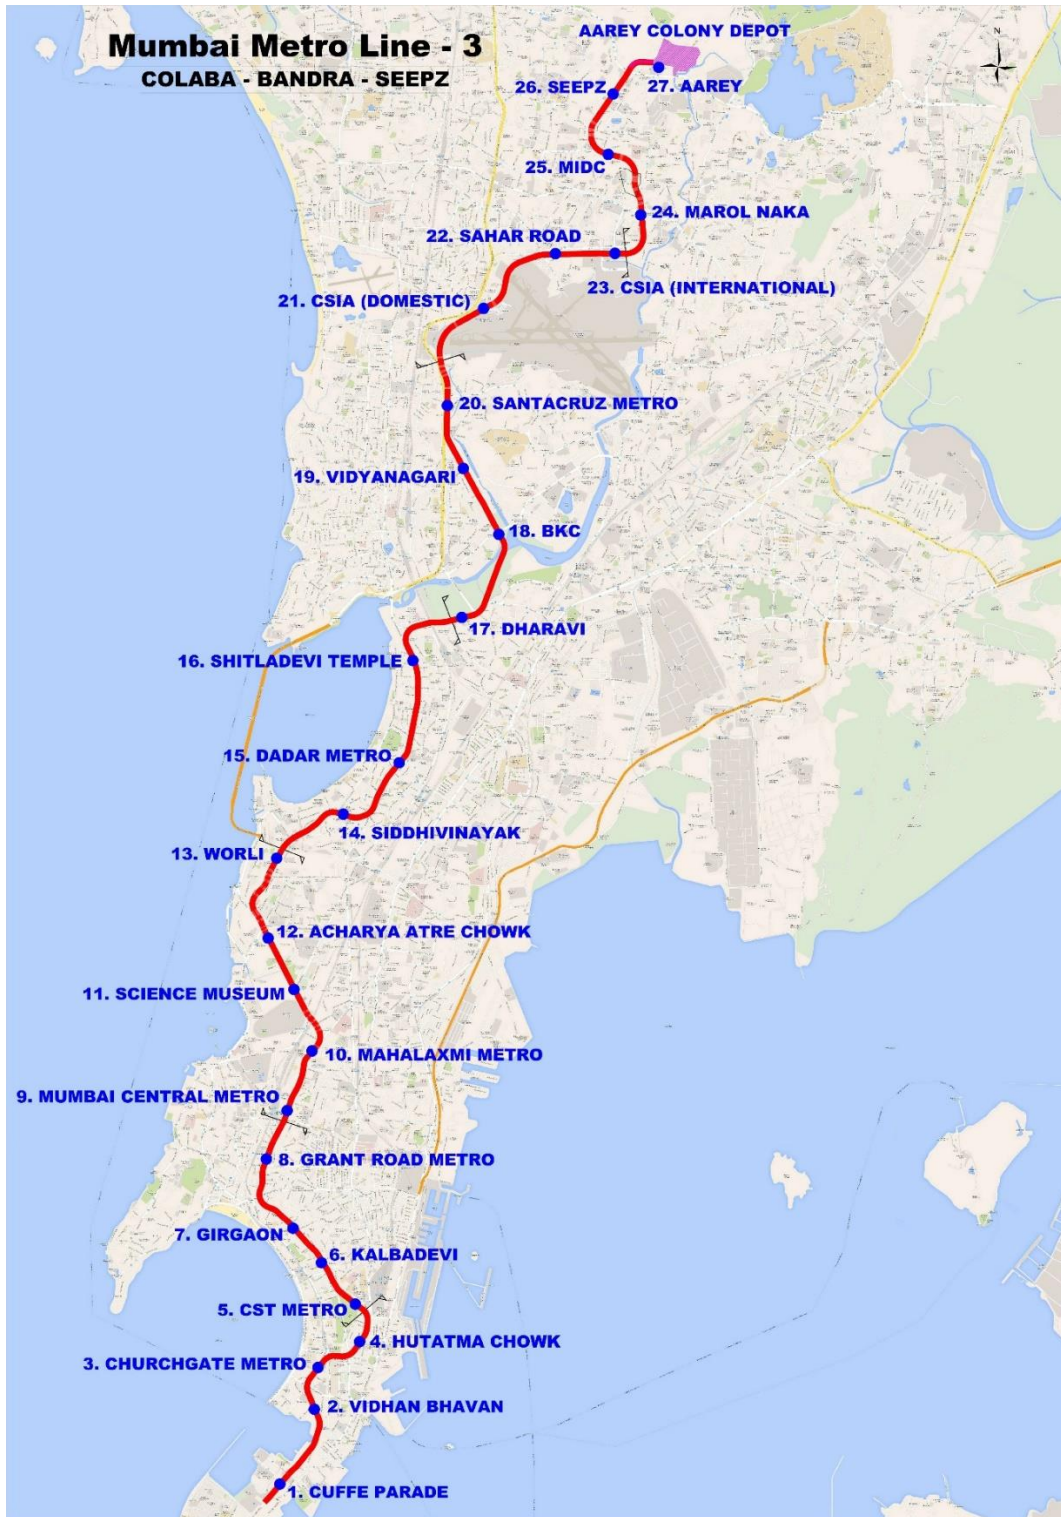 Mumbai Metro Line - 3
COLABA - BANDRA - SEEPZ
AAREY COLONY DEPOT
N
26. SEEPZ
27. AAREY
25. MIDC
24. MAROL NAKA
22. SAHAR ROAD
23. CSIA (INTERNATIONAL)
21. CSIA (DOMESTIC)
20. SANTACRUZ METRO
19. VIDYANAGARI
18. BKC
17. DHARAVI
16. SHITLADEVI TEMPLE
15. DADAR METRO
14. SIDDHIVINAYAK
13. WORLI
12. ACHARYA ATRE CHOWK
11. SCIENCE MUSEUM
10. MAHALAXMI METRO
9. MUMBAI CENTRAL METRO
8. GRANT ROAD METRO
7. GIRGAON
6. KALBADEVI
5. CST METRO
4. HUTATMA CHOWK
3. CHURCHGATE METRO
2. VIDHAN BHAVAN
1. CUFFE PARADE